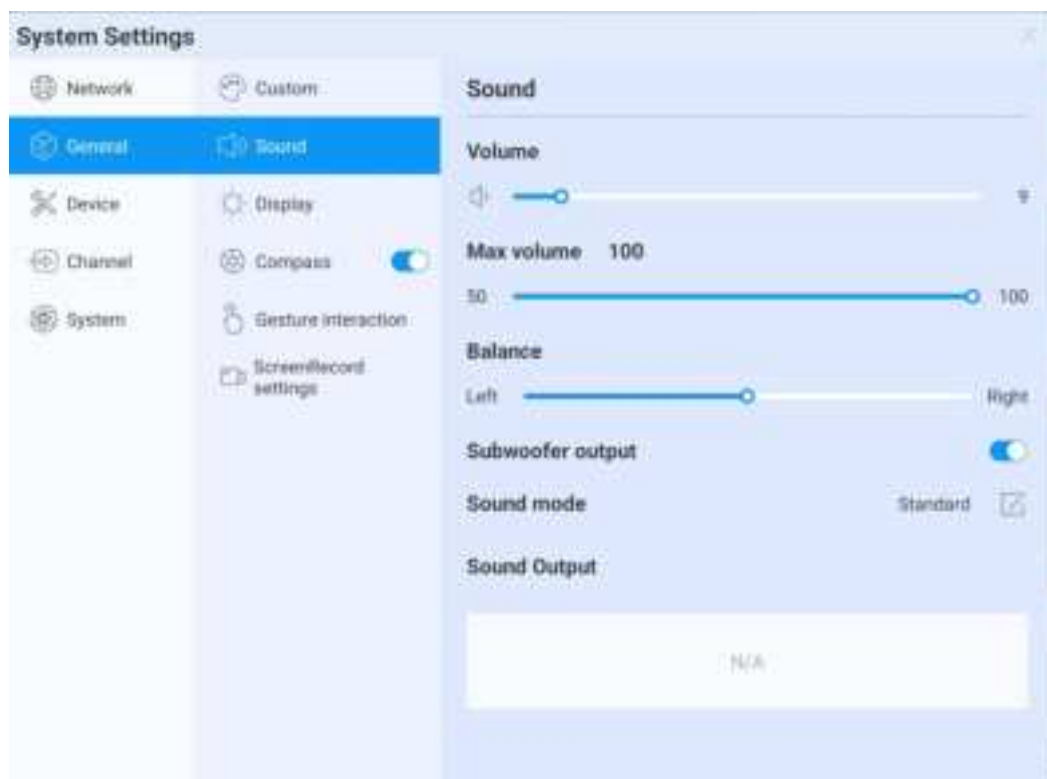 System Settings
Network
General
Device
Channel
System
Custom
Sound
Display
Compass
Gesture interaction
ScreenRecord
settings
Sound
Volume
9
Max volume 100
50 100
Balance
Left Right
Subwoofer output
Sound mode Standard
Sound Output
N/A